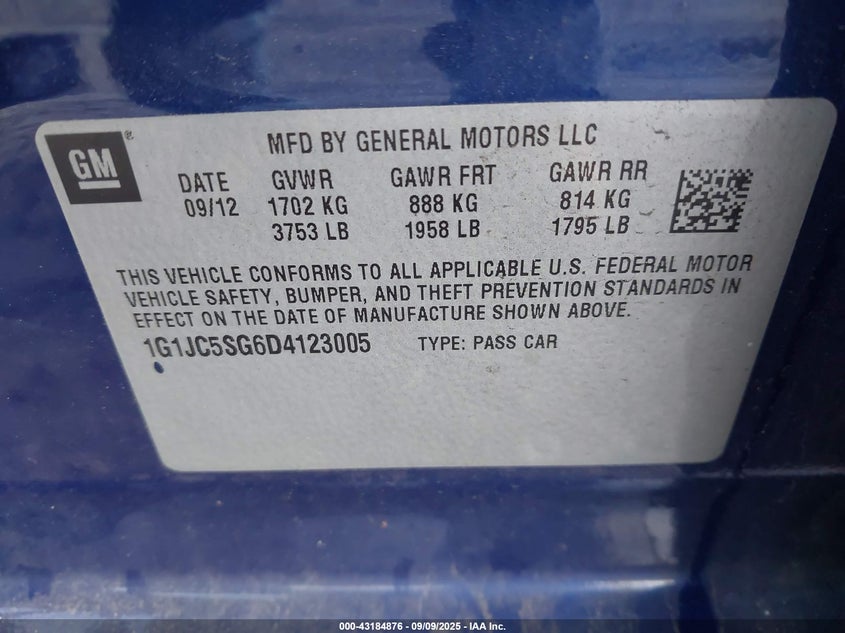 GM ®
MFD BY GENERAL MOTORS LLC
DATE GVWR GAWR FRT GAWR RR
09/12 1702 KG 888 KG 814 KG
3753 LB 1958 LB 1795 LB
THIS VEHICLE CONFORMS TO ALL APPLICABLE U.S. FEDERAL MOTOR
VEHICLE SAFETY, BUMPER, AND THEFT PREVENTION STANDARDS IN
EFFECT ON THE DATE OF MANUFACTURE SHOWN ABOVE.
1G1JC5SG6D4123005 TYPE: PASS CAR
000-43184876 - 09/09/2025 - IAA Inc.